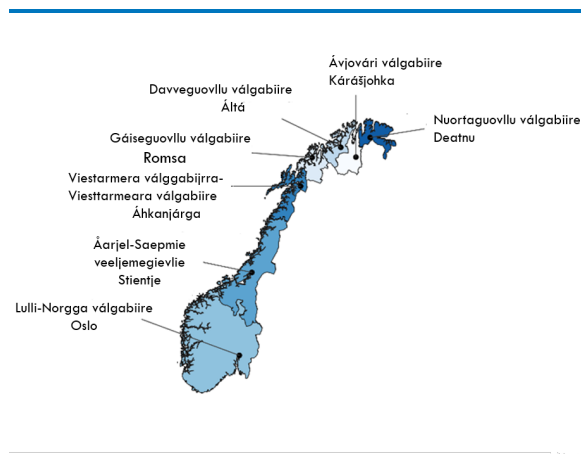 Ávjovári válgabiire
Kárášjohka
Davveguovllu válgabiire
Áltá
Nuortaguovllu válgabiire
Deatnu
Gáiseguovllu válgabiire
Romsa
Viestarmera válggabijrra-
Viesttarmeara válgabiire
Áhkanjárga
Åarjel-Saepmie
veeljemegievlie
Stientje
Lulli-Norgga válgabiire
Oslo